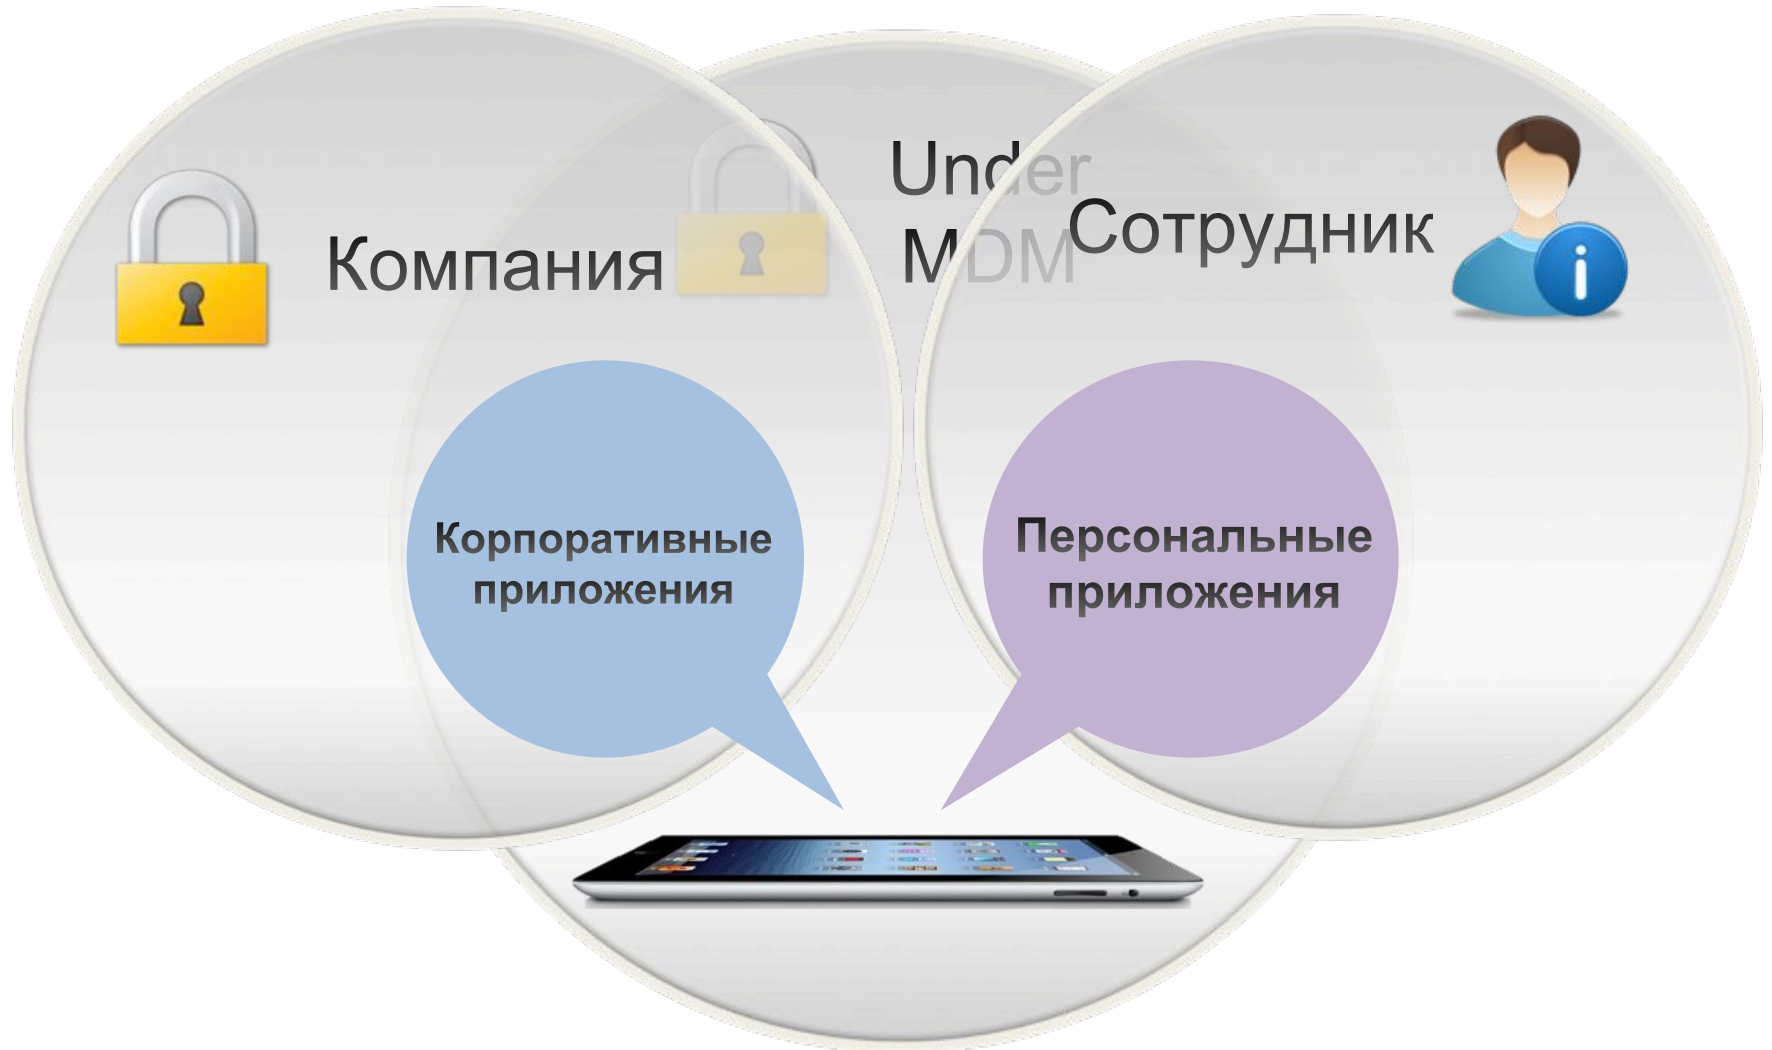 Компания
Under
MDM
Сотрудник
i
Корпоративные
приложения
Персональные
приложения